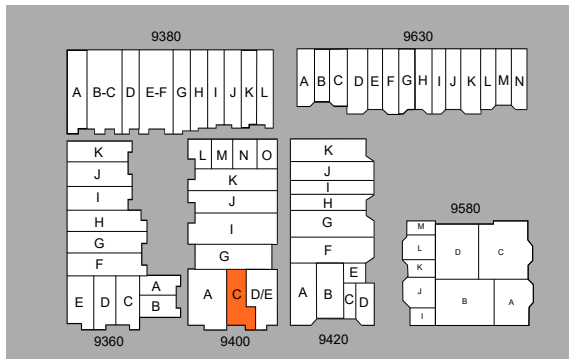 9380
A B-C D E-F G H I J K L
9630
A B C D E F G H I J K L M N
K
J
I
H
G
F
E D C A
B
9360
L M N O
K
J
I
G
A C D/E
9400
K
J
I
H
G
F
E
A B C D
9420
9580
M
L
K
J
I
D C
B A